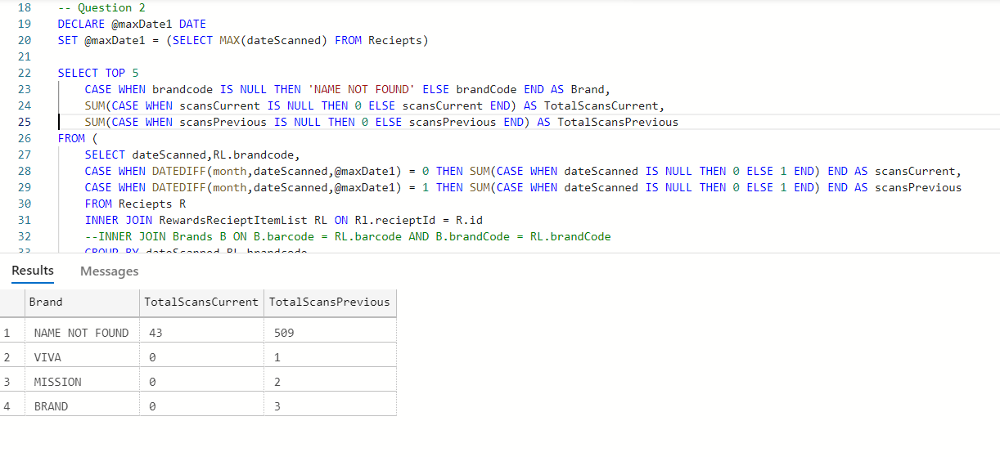 18 -- Question 2
19 DECLARE @maxDate1 DATE
20 SET @maxDate1 = (SELECT MAX(dateScanned) FROM Reciepts)
21
22 SELECT TOP 5
23 CASE WHEN brandcode IS NULL THEN 'NAME NOT FOUND' ELSE brandCode END AS Brand,
24 SUM(CASE WHEN scansCurrent IS NULL THEN 0 ELSE scansCurrent END) AS TotalScansCurrent,
25 SUM(CASE WHEN scansPrevious IS NULL THEN 0 ELSE scansPrevious END) AS TotalScansPrevious
26 FROM (
27 SELECT dateScanned,RL.brandcode,
28 CASE WHEN DATEDIFF(month,dateScanned,@maxDate1) = 0 THEN SUM(CASE WHEN dateScanned IS NULL THEN 0 ELSE 1 END) END AS scansCurrent,
29 CASE WHEN DATEDIFF(month,dateScanned,@maxDate1) = 1 THEN SUM(CASE WHEN dateScanned IS NULL THEN 0 ELSE 1 END) END AS scansPrevious
30 FROM Reciepts R
31 INNER JOIN RewardsRecieptItemList RL ON Rl.recieptId = R.id
32 --INNER JOIN Brands B ON B.barcode = RL.barcode AND B.brandCode = RL.brandCode
33 GROUP BY dateScanned,RL.brandcode
Results Messages
Brand TotalScansCurrent TotalScansPrevious
1 NAME NOT FOUND 43 509
2 VIVA 0 1
3 MISSION 0 2
4 BRAND 0 3